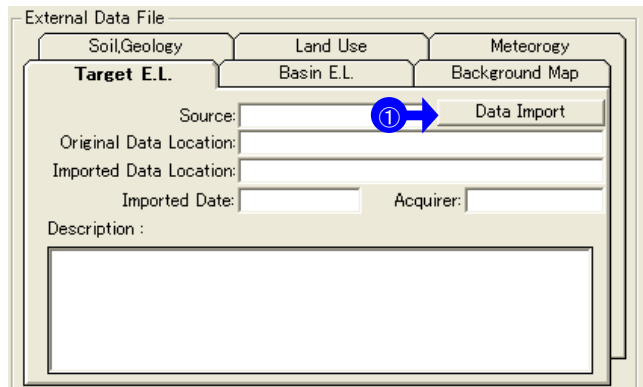 External Data File
Soil,Geology Land Use Meteorogy
Target E.L. Basin E.L. Background Map
Source: ① Data Import
Original Data Location:
Imported Data Location:
Imported Date: Acquirer:
Description :